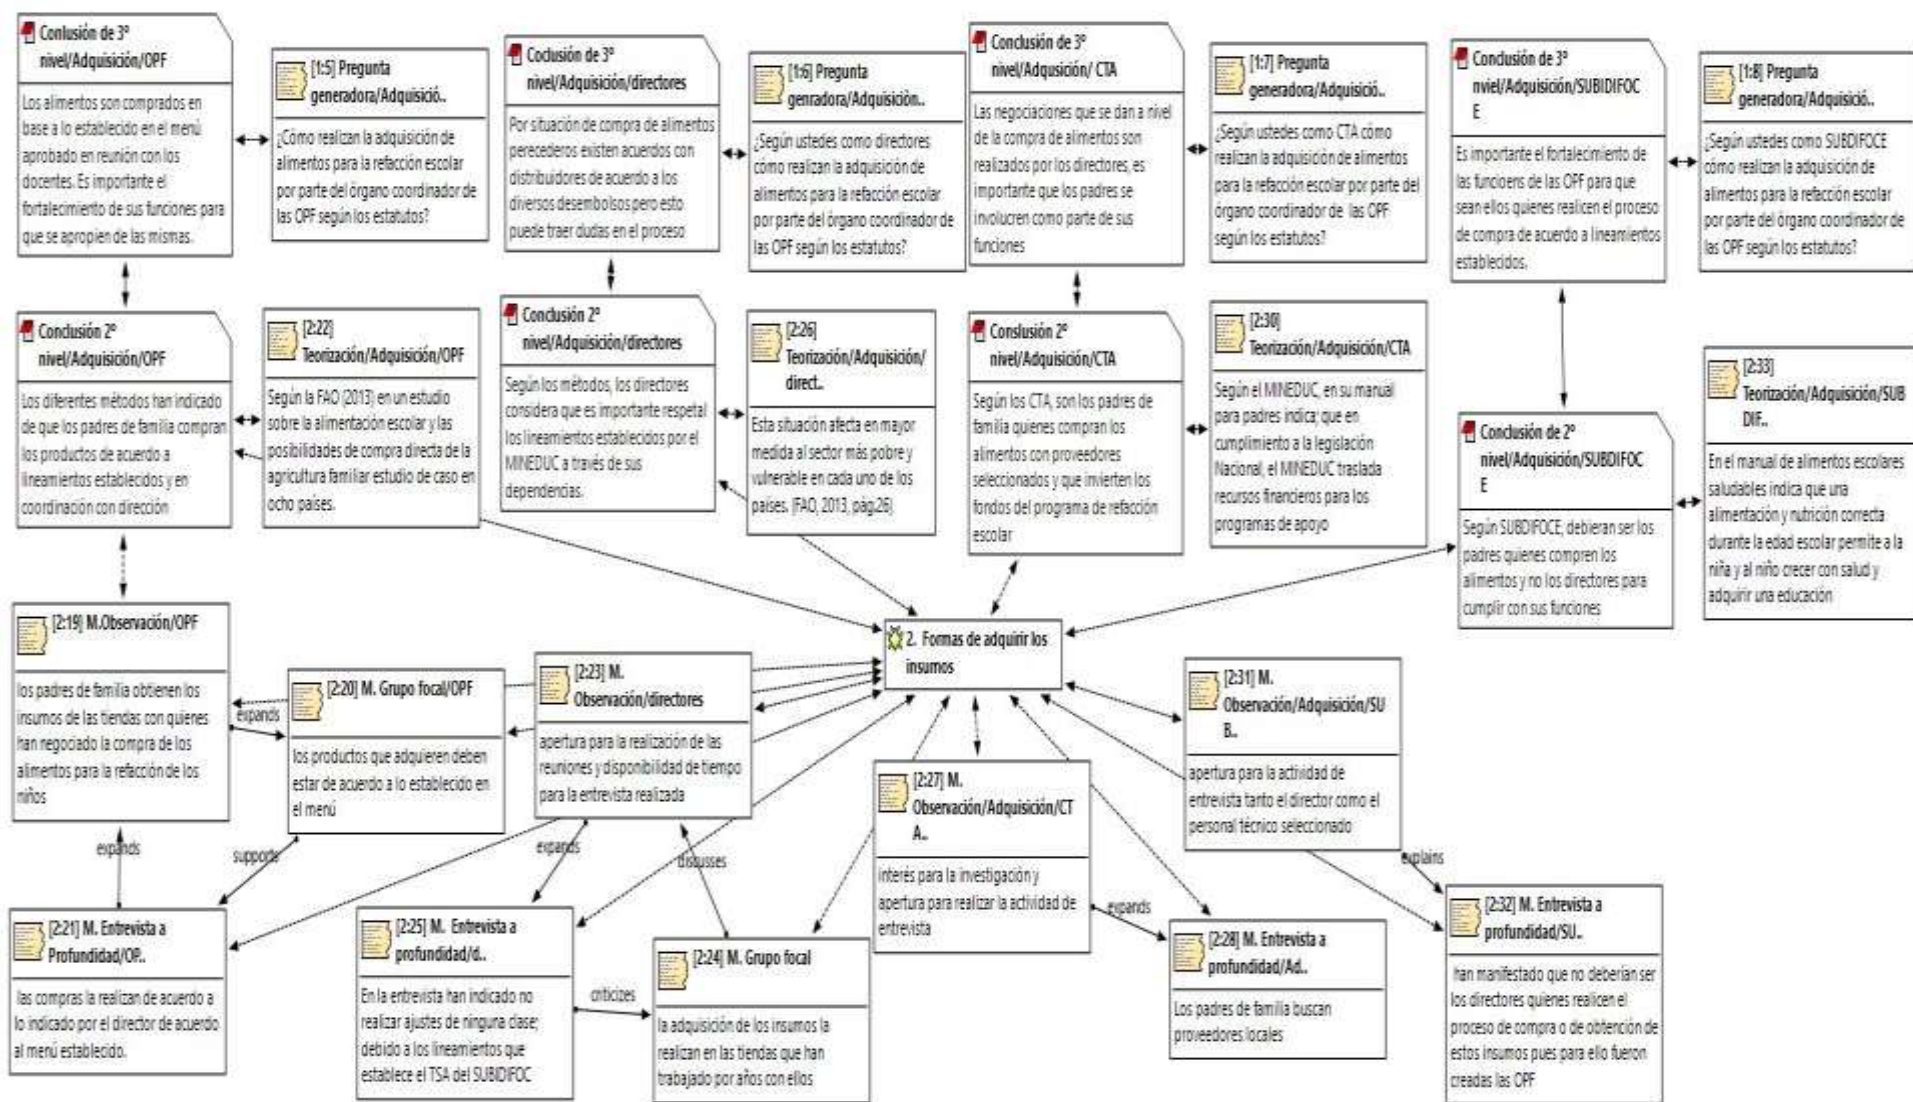 Conlusión de 3º
nivel/Adquisición/OPF
Los alimentos son comprados en
base a lo establecido en el menú
aprobado en reunión con los
docentes. Es importante el
fortalecimiento de sus funciones para
que se apropien de las mismas.
[1:5] Pregunta
generadora/Adquisició..
¿Cómo realizan la adquisición de
alimentos para la refacción escolar
por parte del órgano coordinador de
las OPF según los estatutos?
Coclusión de 3º
nivel/Adquisición/directores
Por situación de compra de alimentos
perecederos existen acuerdos con
distribuidores de acuerdo a los
diversos desembolsos pero esto
puede traer dudas en el proceso
[1:6] Pregunta
genradora/Adquisición..
¿Según ustedes como directores
cómo realizan la adquisición de
alimentos para la refacción escolar
por parte del órgano coordinador de
las OPF según los estatutos?
Conclusión de 3º
nivel/Adqusición/ CTA
Las negociaciones que se dan a nivel
de la compra de alimentos son
realizados por los directores, es
importante que los padres se
involucren como parte de sus
funciones
[1:7] Pregunta
generadora/Adquisició..
¿Según ustedes como CTA cómo
realizan la adquisición de alimentos
para la refacción escolar por parte del
órgano coordinador de las OPF
según los estatutos?
Conclusión de 3º
nviel/Adquisición/SUBIDIFOC
E
Es importante el fortalecimiento de
las funcioens de las OPF para que
sean ellos quienes realicen el proceso
de compra de acuerdo a lineamientos
establecidos.
[1:8] Pregunta
generadora/Adquisició..
¿Según ustedes como SUBDIFOCE
cómo realizan la adquisición de
alimentos para la refacción escolar
por parte del órgano coordinador de
las OPF según los estatutos?
Conclusión 2º
nivel/Adquisición/OPF
Los diferentes métodos han indicado
de que los padres de familia compran
los productos de acuerdo a
lineamientos establecidos y en
coordinación con dirección
[2:22]
Teorización/Adquisición/OPF
Según la FAO (2013) en un estudio
sobre la alimentación escolar y las
posibilidades de compra directa de la
agricultura familiar estudio de caso en
ocho países.
Conclusión 2º
nivel/Adquisición/directores
Según los métodos, los directores
considera que es importante respetal
los lineamientos establecidos por el
MINEDUC a través de sus
dependencias.
[2:26]
Teorización/Adquisición/
direct..
Esta situación afecta en mayor
medida al sector más pobre y
vulnerable en cada uno de los
países. (FAO, 2013, pág.26)
Conslusión 2º
nivel/Adquisición/CTA
Según los CTA, son los padres de
familia quienes compran los
alimentos con proveedores
seleccionados y que invierten los
fondos del programa de refacción
escolar
[2:30]
Teorización/Adquisición/CTA
Según el MINEDUC, en su manual
para padres indica; que en
cumplimiento a la legislación
Nacional, el MINEDUC traslada
recursos financieros para los
programas de apoyo
Conclusión de 2º
nivel/Adquisición/SUBDIFOC
E
Según SUBDIFOCE, debieran ser los
padres quienes compren los
alimentos y no los directores para
cumplir con sus funciones
[2:33]
Teorización/Adquisición/SUB
DIF..
En el manual de alimentos escolares
saludables indica que una
alimentación y nutrición correcta
durante la edad escolar permite a la
niña y al niño crecer con salud y
adquirir una educación
2. Formas de adquirir los
insumos
[2:19] M.Observación/OPF
los padres de familia obtienen los
insumos de las tiendas con quienes
han negociado la compra de los
alimentos para la refacción de los
niños
expands
[2:20] M. Grupo focal/OPF
los productos que adquieren deben
estar de acuerdo a lo establecido en
el menú
[2:23] M.
Observación/directores
apertura para la realización de las
reuniones y disponibilidad de tiempo
para la entrevista realizada
[2:27] M.
Observación/Adquisición/CT
A..
interés para la investigación y
apertura para realizar la actividad de
entrevista
[2:31] M.
Observación/Adquisición/SU
B..
apertura para la actividad de
entrevista tanto el director como el
personal técnico seleccionado
expands
supports
expands
discusses
explains
[2:21] M. Entrevista a
Profundidad/OP..
las compras la realizan de acuerdo a
lo indicado por el director de acuerdo
al menú establecido.
[2:25] M. Entrevista a
profundidad/d..
En la entrevista han indicado no
realizar ajustes de ninguna clase;
debido a los lineamientos que
establece el TSA del SUBIDIFOC
criticizes
[2:24] M. Grupo focal
la adquisición de los insumos la
realizan en las tiendas que han
trabajado por años con ellos
expands
[2:28] M. Entrevista a
profundidad/Ad..
Los padres de familia buscan
proveedores locales
[2:32] M. Entrevista a
profundidad/SU..
han manifestado que no deberían ser
los directores quienes realicen el
proceso de compra o de obtención de
estos insumos pues para ello fueron
creadas las OPF